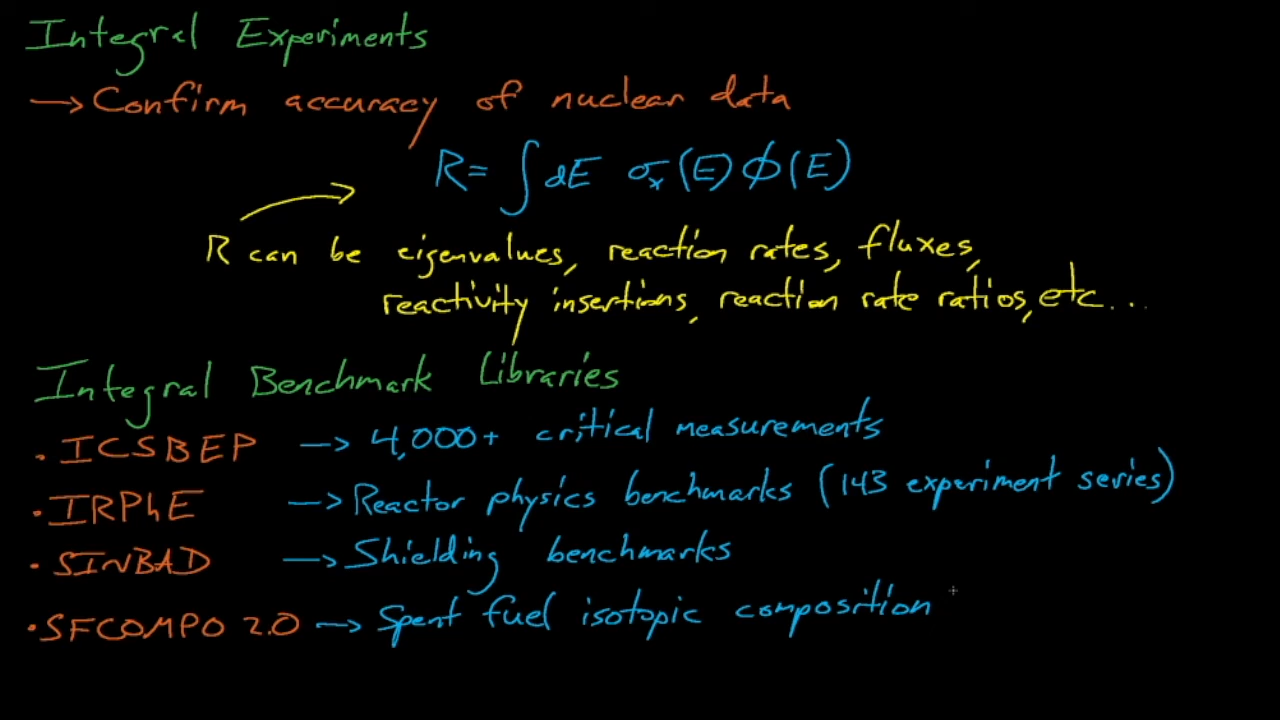 Integral Experiments
→ Confirm accuracy of nuclear data
R = ∫ dE σₓ(E) ϕ(E)
R can be eigenvalues, reaction rates, fluxes,
reactivity insertions, reaction rate ratios, etc...
Integral Benchmark Libraries
• ICSBEP → 4,000+ critical measurements
• IRPhE → Reactor physics benchmarks (143 experiment series)
• SINBAD → Shielding benchmarks
• SFCOMPO 2.0 → Spent fuel isotopic composition